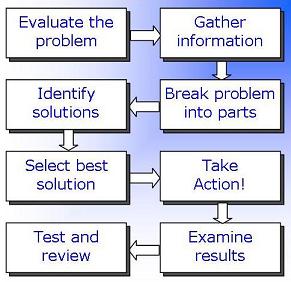 Evaluate the
problem
Gather
information
Break problem
into parts
Identify
solutions
Select best
solution
Take
Action!
Examine
results
Test and
review